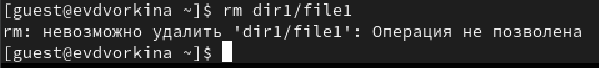 [guest@evdvorkina ~]$ rm dir1/file1
rm: невозможно удалить 'dir1/file1': Операция не позволена
[guest@evdvorkina ~]$